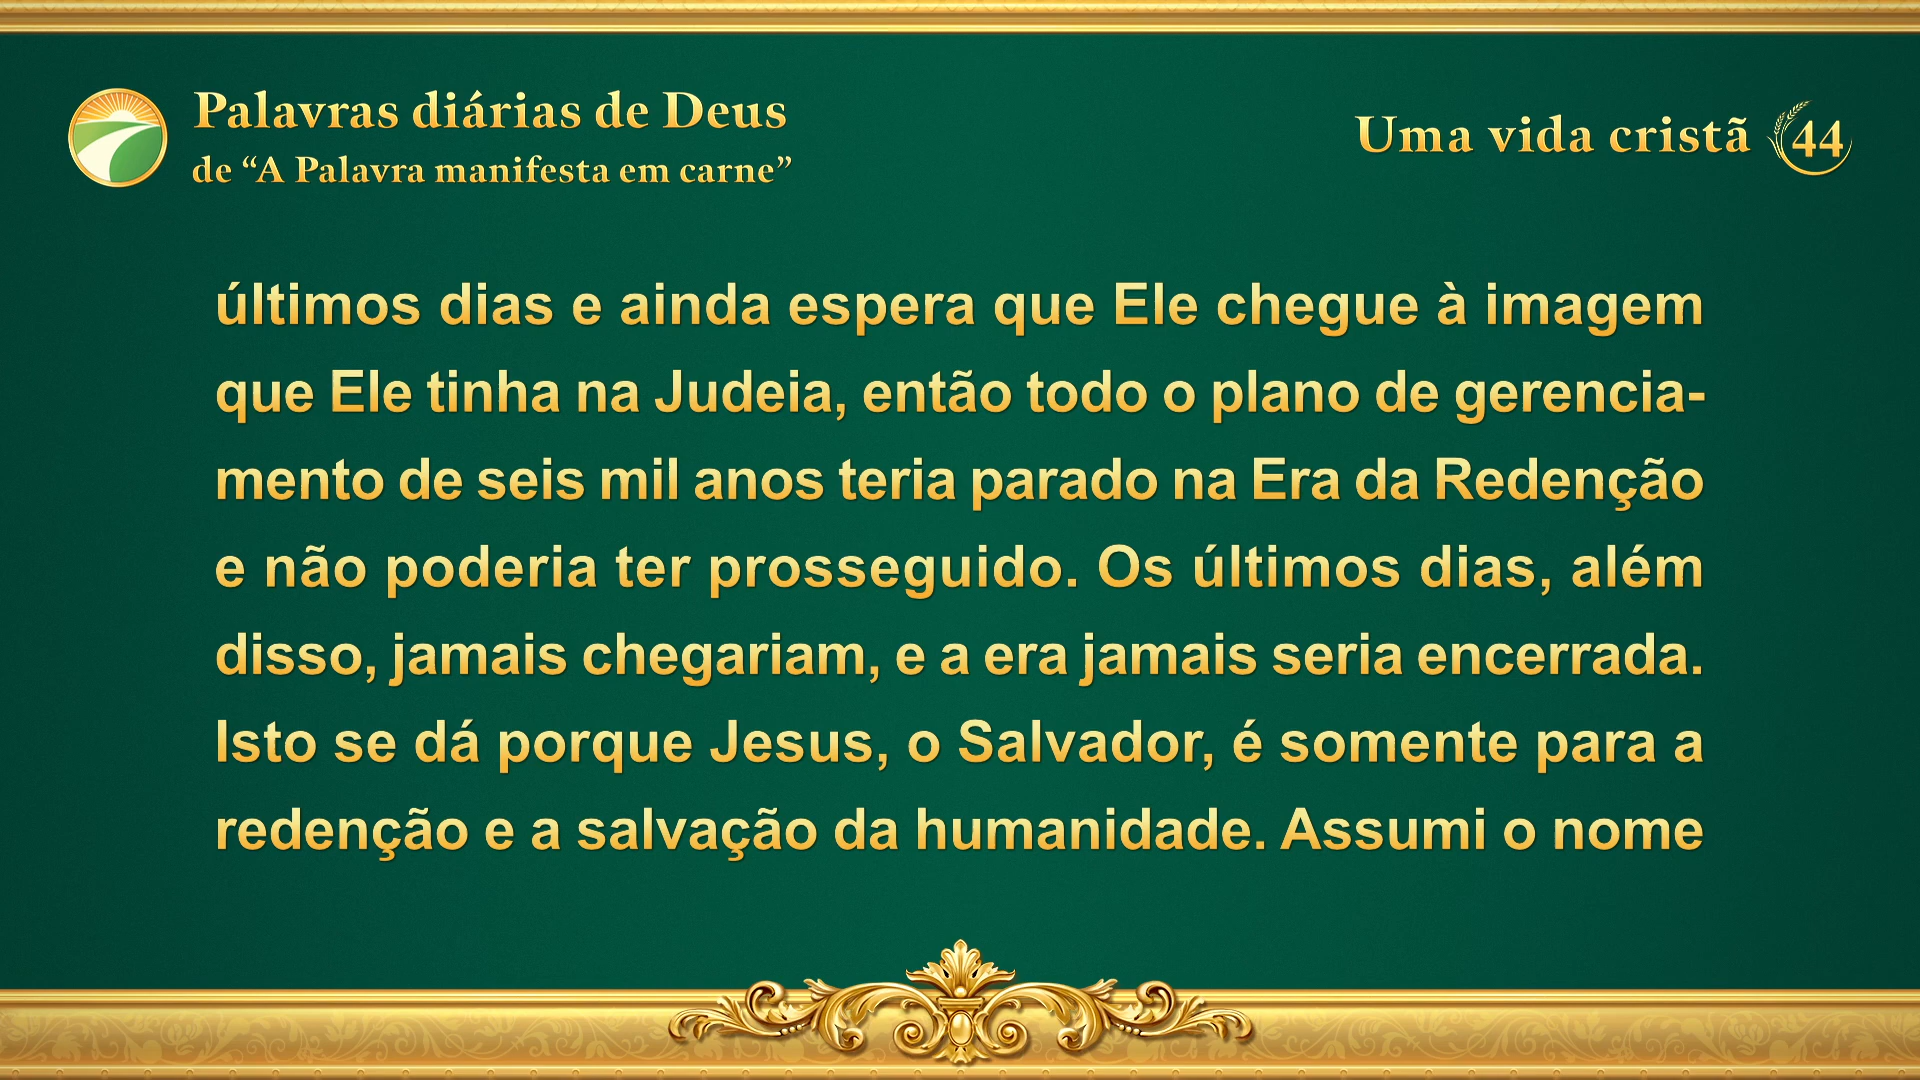 Palavras diárias de Deus
de “A Palavra manifesta em carne”
Uma vida cristã 44
últimos dias e ainda espera que Ele chegue à imagem
que Ele tinha na Judeia, então todo o plano de gerencia-
mento de seis mil anos teria parado na Era da Redenção
e não poderia ter prosseguido. Os últimos dias, além
disso, jamais chegariam, e a era jamais seria encerrada.
Isto se dá porque Jesus, o Salvador, é somente para a
redenção e a salvação da humanidade. Assumi o nome